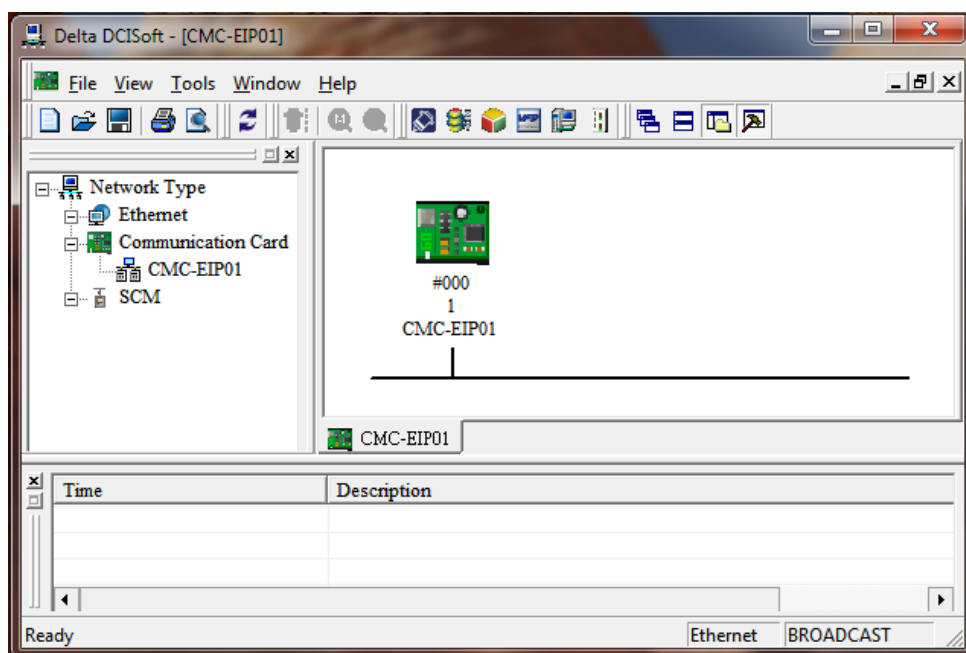 Delta DCISoft - [CMC-EIP01]
File View Tools Window Help
Network Type
Ethernet
Communication Card
CMC-EIP01
SCM
#000
1
CMC-EIP01
CMC-EIP01
Time Description
Ready Ethernet BROADCAST